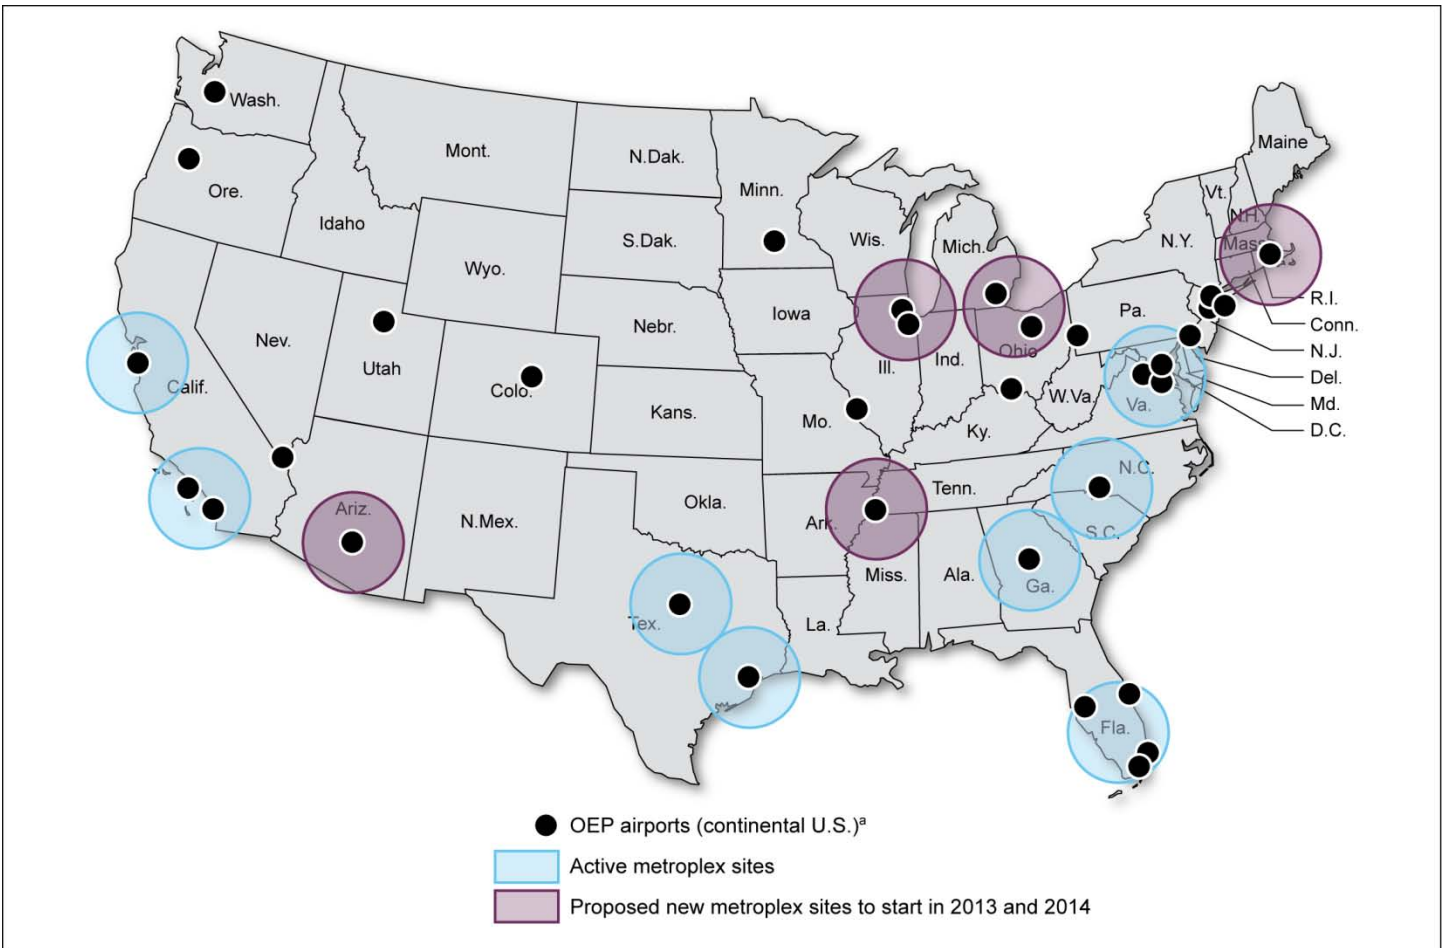 Wash.
Mont.
N.Dak.
Minn.
Maine
Ore.
Idaho
Vt.
N.H.
Wis.
Mich.
N.Y.
Mass.
S.Dak.
Wyo.
R.I.
Nebr.
Iowa
Pa.
Conn.
Nev.
Utah
Colo.
Ill.
Ind.
Ohio
N.J.
Calif.
Del.
Kans.
Mo.
W.Va.
Va.
Md.
Ky.
D.C.
N.C.
Tenn.
Okla.
Ariz.
N.Mex.
Ark.
S.C.
Miss.
Ala.
Ga.
Tex.
La.
Fla.
OEP airports (continental U.S.)ª
Active metroplex sites
Proposed new metroplex sites to start in 2013 and 2014